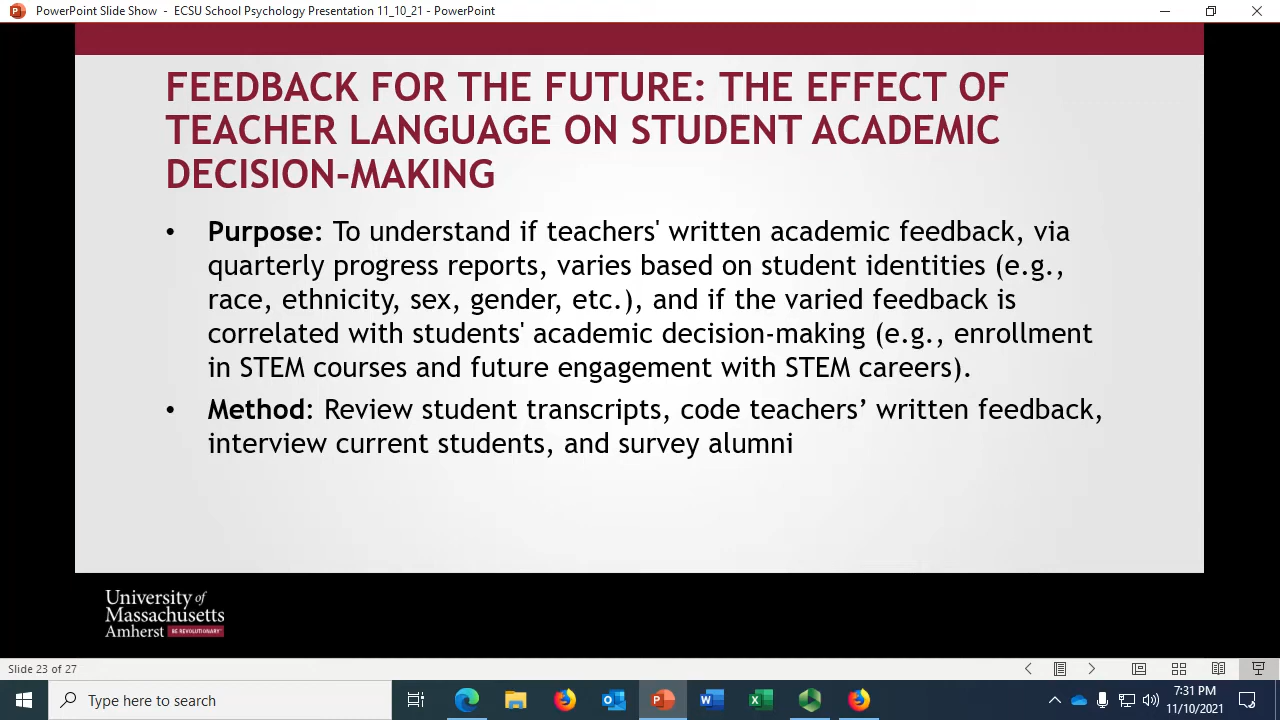 PowerPoint Slide Show - ECSU School Psychology Presentation 11_10_21 - PowerPoint
FEEDBACK FOR THE FUTURE: THE EFFECT OF
TEACHER LANGUAGE ON STUDENT ACADEMIC
DECISION-MAKING
• Purpose: To understand if teachers' written academic feedback, via
quarterly progress reports, varies based on student identities (e.g.,
race, ethnicity, sex, gender, etc.), and if the varied feedback is
correlated with students' academic decision-making (e.g., enrollment
in STEM courses and future engagement with STEM careers).
• Method: Review student transcripts, code teachers’ written feedback,
interview current students, and survey alumni
University of
Massachusetts
Amherst BE REVOLUTIONARY™
Slide 23 of 27
Type here to search
7:31 PM
11/10/2021